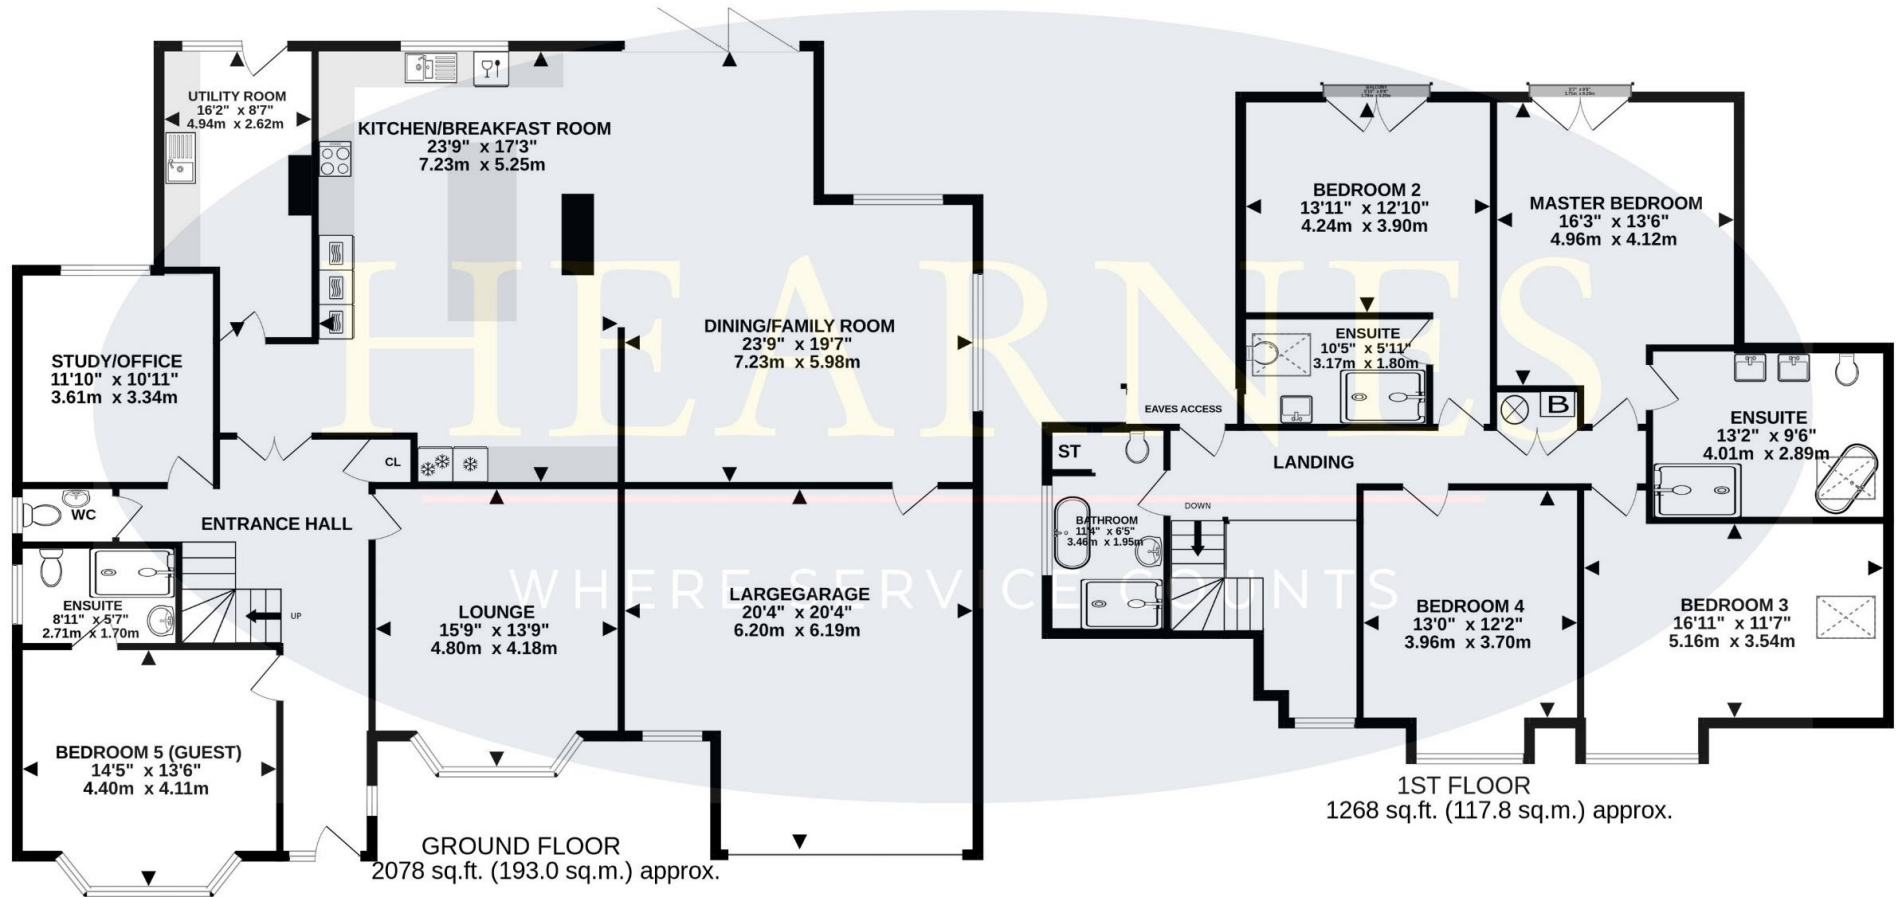 UTILITY ROOM
16'2" x 8'7"
4.94m x 2.62m
KITCHEN/BREAKFAST ROOM
23'9" x 17'3"
7.23m x 5.25m
DINING/FAMILY ROOM
23'9" x 19'7"
7.23m x 5.98m
STUDY/OFFICE
11'10" x 10'11"
3.61m x 3.34m
CL
WC
ENTRANCE HALL
ENSUITE
8'11" x 5'7"
2.71m x 1.70m
UP
LOUNGE
15'9" x 13'9"
4.80m x 4.18m
LARGEGARAGE
20'4" x 20'4"
6.20m x 6.19m
BEDROOM 5 (GUEST)
14'5" x 13'6"
4.40m x 4.11m
GROUND FLOOR
2078 sq.ft. (193.0 sq.m.) approx.
BALCONY
BEDROOM 2
13'11" x 12'10"
4.24m x 3.90m
MASTER BEDROOM
16'3" x 13'6"
4.96m x 4.12m
ENSUITE
10'5" x 5'11"
3.17m x 1.80m
EAVES ACCESS
B
ENSUITE
13'2" x 9'6"
4.01m x 2.89m
ST
LANDING
DOWN
BATHROOM
11'4" x 6'5"
3.46m x 1.95m
BEDROOM 4
13'0" x 12'2"
3.96m x 3.70m
BEDROOM 3
16'11" x 11'7"
5.16m x 3.54m
1ST FLOOR
1268 sq.ft. (117.8 sq.m.) approx.
HEARNES
WHERE SERVICE COUNTS